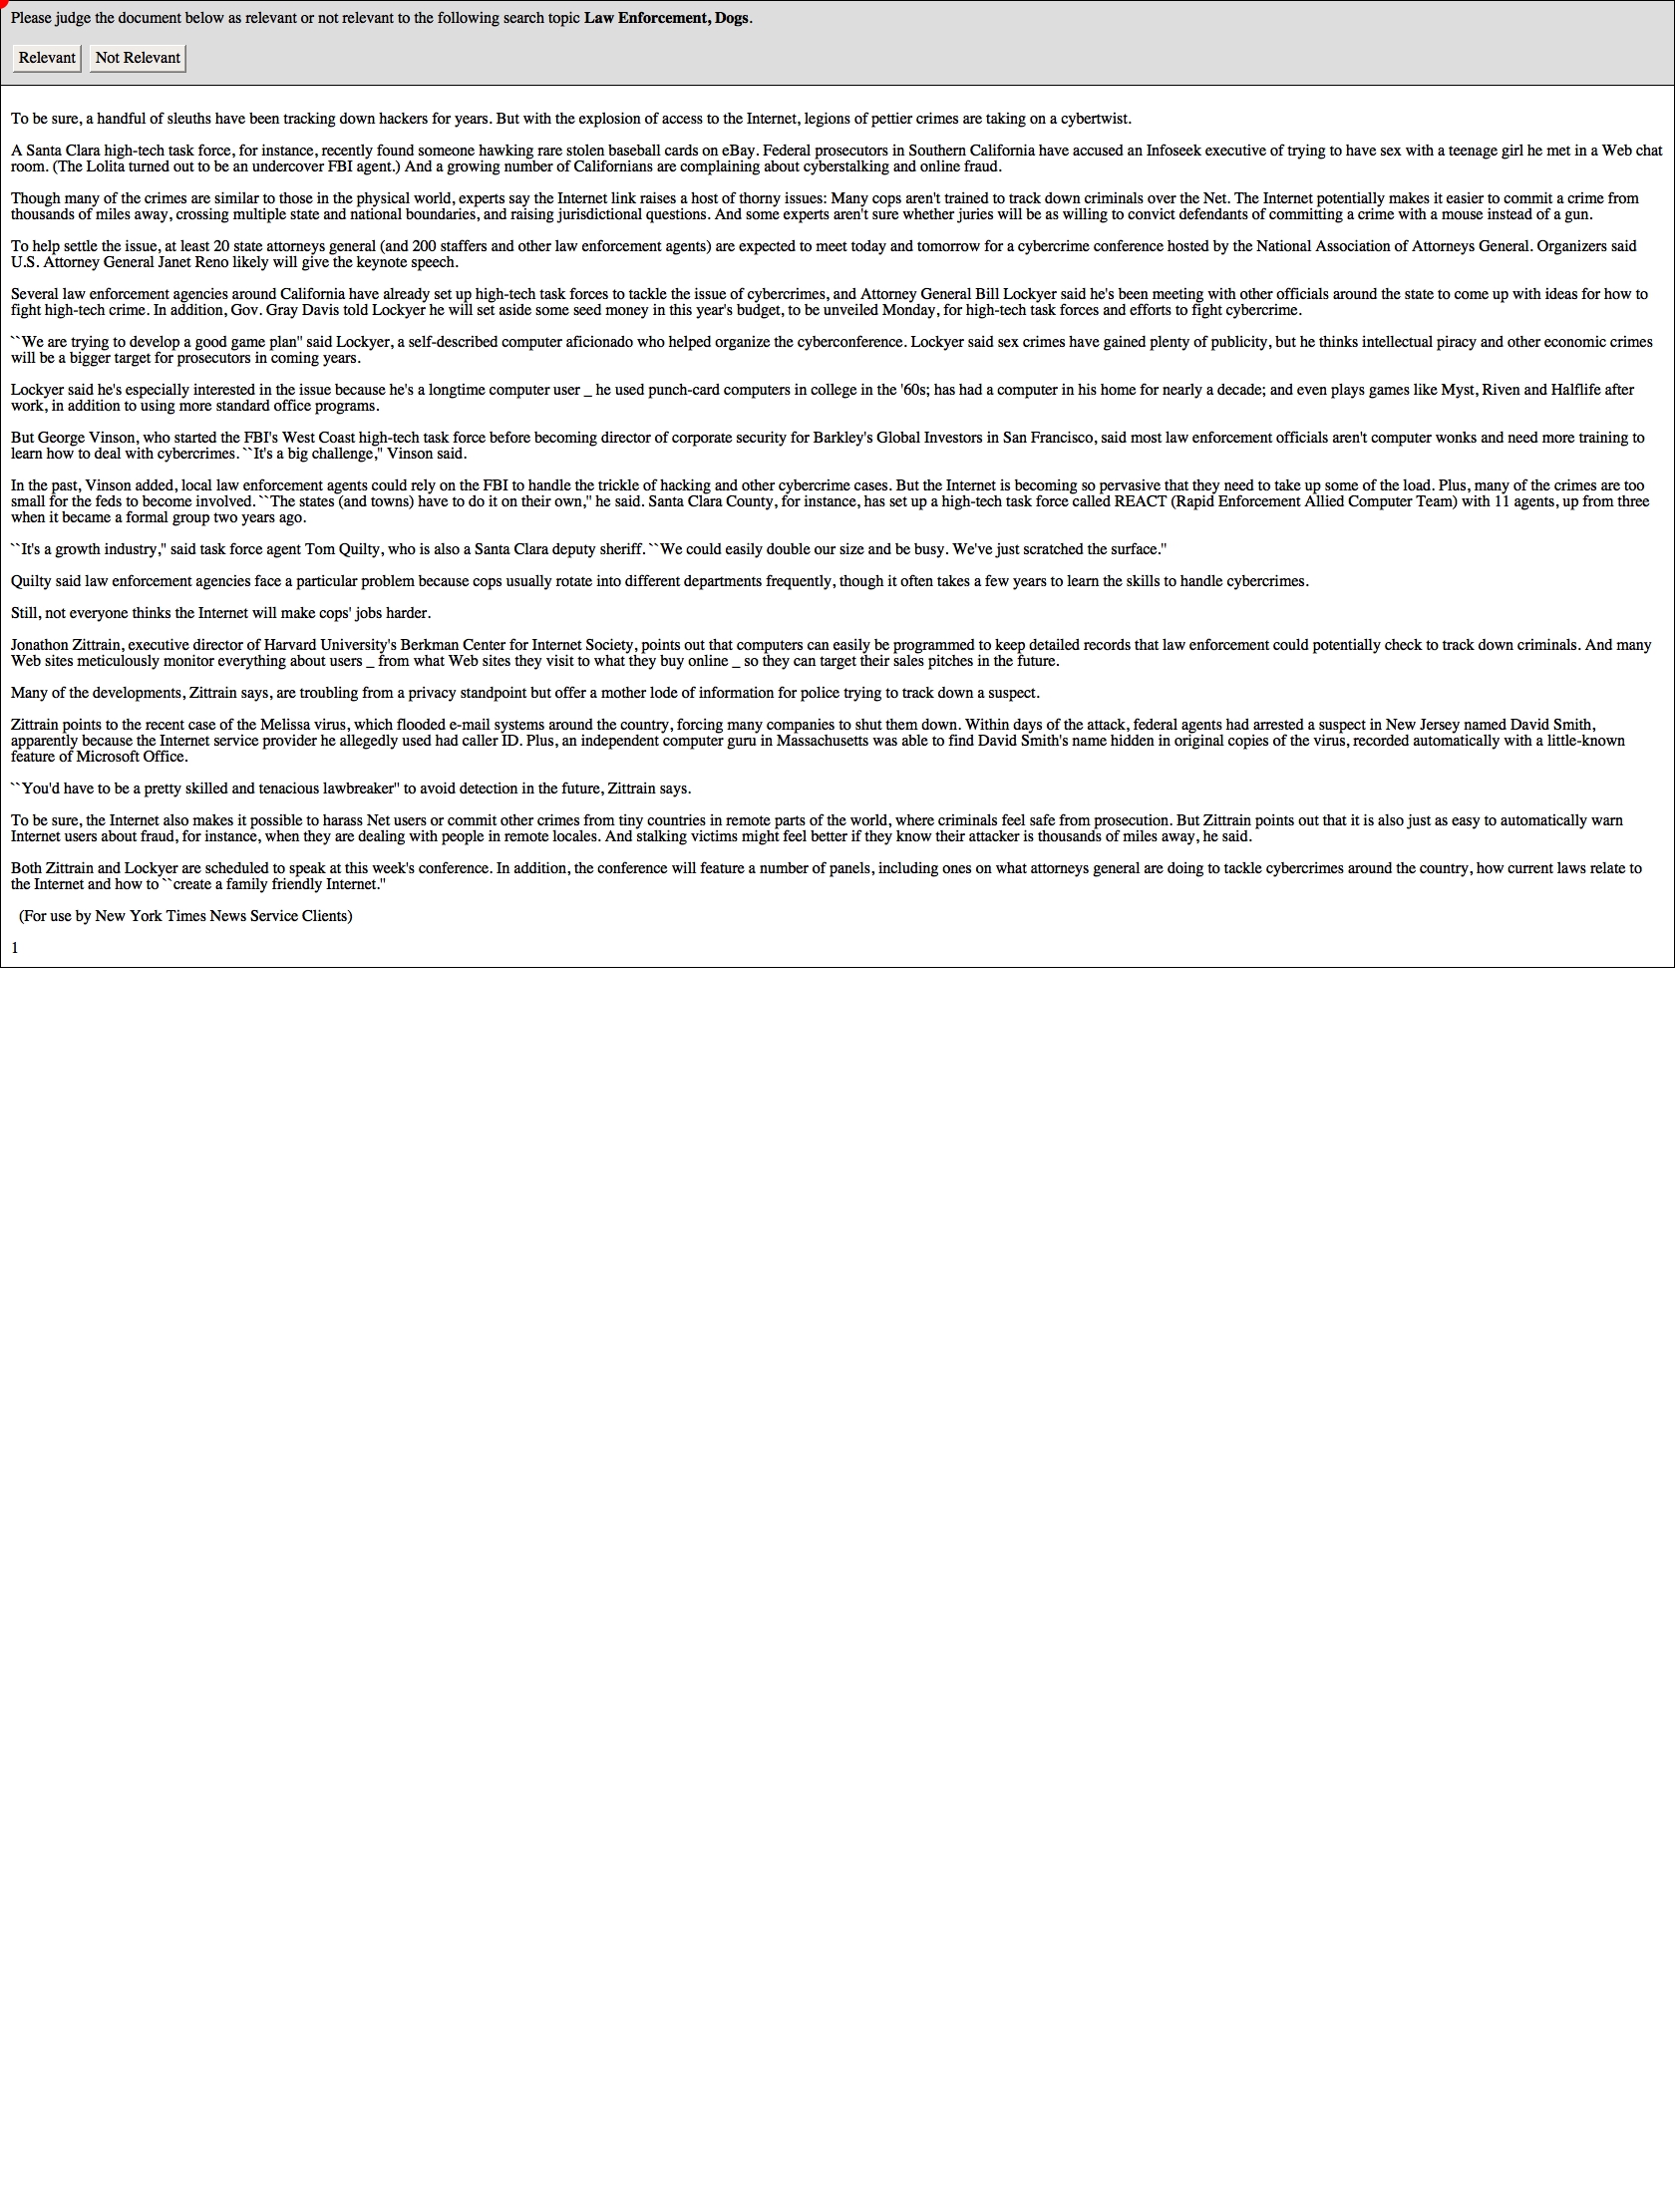 Please judge the document below as relevant or not relevant to the following search topic Law Enforcement, Dogs.
Relevant Not Relevant
To be sure, a handful of sleuths have been tracking down hackers for years. But with the explosion of access to the Internet, legions of pettier crimes are taking on a cybertwist.
A Santa Clara high-tech task force, for instance, recently found someone hawking rare stolen baseball cards on eBay. Federal prosecutors in Southern California have accused an Infoseek executive of trying to have sex with a teenage girl he met in a Web chat
room. (The Lolita turned out to be an undercover FBI agent.) And a growing number of Californians are complaining about cyberstalking and online fraud.
Though many of the crimes are similar to those in the physical world, experts say the Internet link raises a host of thorny issues: Many cops aren't trained to track down criminals over the Net. The Internet potentially makes it easier to commit a crime from
thousands of miles away, crossing multiple state and national boundaries, and raising jurisdictional questions. And some experts aren't sure whether juries will be as willing to convict defendants of committing a crime with a mouse instead of a gun.
To help settle the issue, at least 20 state attorneys general (and 200 staffers and other law enforcement agents) are expected to meet today and tomorrow for a cybercrime conference hosted by the National Association of Attorneys General. Organizers said
U.S. Attorney General Janet Reno likely will give the keynote speech.
Several law enforcement agencies around California have already set up high-tech task forces to tackle the issue of cybercrimes, and Attorney General Bill Lockyer said he's been meeting with other officials around the state to come up with ideas for how to
fight high-tech crime. In addition, Gov. Gray Davis told Lockyer he will set aside some seed money in this year's budget, to be unveiled Monday, for high-tech task forces and efforts to fight cybercrime.
``We are trying to develop a good game plan'' said Lockyer, a self-described computer aficionado who helped organize the cyberconference. Lockyer said sex crimes have gained plenty of publicity, but he thinks intellectual piracy and other economic crimes
will be a bigger target for prosecutors in coming years.
Lockyer said he's especially interested in the issue because he's a longtime computer user _ he used punch-card computers in college in the '60s; has had a computer in his home for nearly a decade; and even plays games like Myst, Riven and Halflife after
work, in addition to using more standard office programs.
But George Vinson, who started the FBI's West Coast high-tech task force before becoming director of corporate security for Barkley's Global Investors in San Francisco, said most law enforcement officials aren't computer wonks and need more training to
learn how to deal with cybercrimes. ``It's a big challenge,'' Vinson said.
In the past, Vinson added, local law enforcement agents could rely on the FBI to handle the trickle of hacking and other cybercrime cases. But the Internet is becoming so pervasive that they need to take up some of the load. Plus, many of the crimes are too
small for the feds to become involved. ``The states (and towns) have to do it on their own,'' he said. Santa Clara County, for instance, has set up a high-tech task force called REACT (Rapid Enforcement Allied Computer Team) with 11 agents, up from three
when it became a formal group two years ago.
``It's a growth industry,'' said task force agent Tom Quilty, who is also a Santa Clara deputy sheriff. ``We could easily double our size and be busy. We've just scratched the surface.''
Quilty said law enforcement agencies face a particular problem because cops usually rotate into different departments frequently, though it often takes a few years to learn the skills to handle cybercrimes.
Still, not everyone thinks the Internet will make cops' jobs harder.
Jonathon Zittrain, executive director of Harvard University's Berkman Center for Internet Society, points out that computers can easily be programmed to keep detailed records that law enforcement could potentially check to track down criminals. And many
Web sites meticulously monitor everything about users _ from what Web sites they visit to what they buy online _ so they can target their sales pitches in the future.
Many of the developments, Zittrain says, are troubling from a privacy standpoint but offer a mother lode of information for police trying to track down a suspect.
Zittrain points to the recent case of the Melissa virus, which flooded e-mail systems around the country, forcing many companies to shut them down. Within days of the attack, federal agents had arrested a suspect in New Jersey named David Smith,
apparently because the Internet service provider he allegedly used had caller ID. Plus, an independent computer guru in Massachusetts was able to find David Smith's name hidden in original copies of the virus, recorded automatically with a little-known
feature of Microsoft Office.
``You'd have to be a pretty skilled and tenacious lawbreaker'' to avoid detection in the future, Zittrain says.
To be sure, the Internet also makes it possible to harass Net users or commit other crimes from tiny countries in remote parts of the world, where criminals feel safe from prosecution. But Zittrain points out that it is also just as easy to automatically warn
Internet users about fraud, for instance, when they are dealing with people in remote locales. And stalking victims might feel better if they know their attacker is thousands of miles away, he said.
Both Zittrain and Lockyer are scheduled to speak at this week's conference. In addition, the conference will feature a number of panels, including ones on what attorneys general are doing to tackle cybercrimes around the country, how current laws relate to
the Internet and how to ``create a family friendly Internet.''
(For use by New York Times News Service Clients)
1